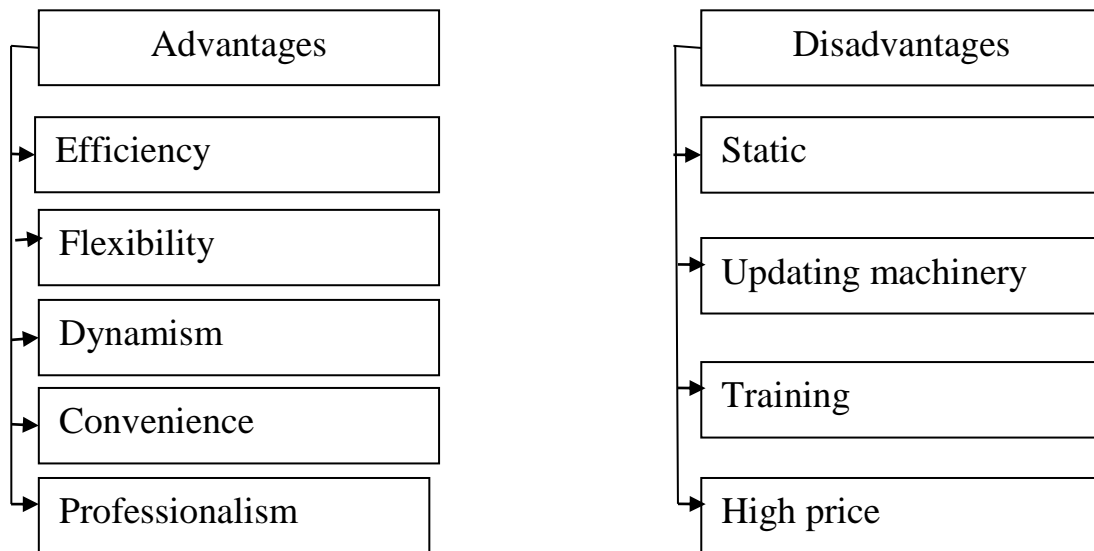 Advantages
Efficiency
Flexibility
Dynamism
Convenience
Professionalism
Disadvantages
Static
Updating machinery
Training
High price